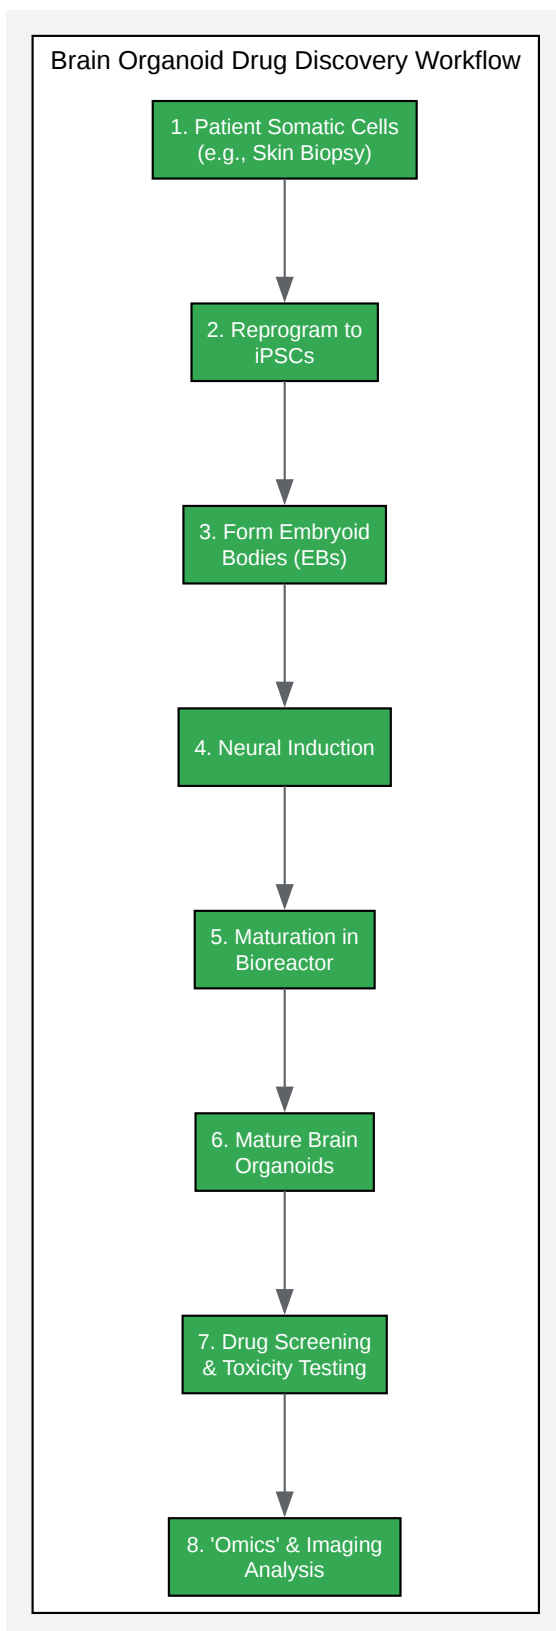 Brain Organoid Drug Discovery Workflow
1. Patient Somatic Cells
(e.g., Skin Biopsy)
2. Reprogram to
iPSCs
3. Form Embryoid
Bodies (EBs)
4. Neural Induction
5. Maturation in
Bioreactor
6. Mature Brain
Organoids
7. Drug Screening
& Toxicity Testing
8. 'Omics' & Imaging
Analysis